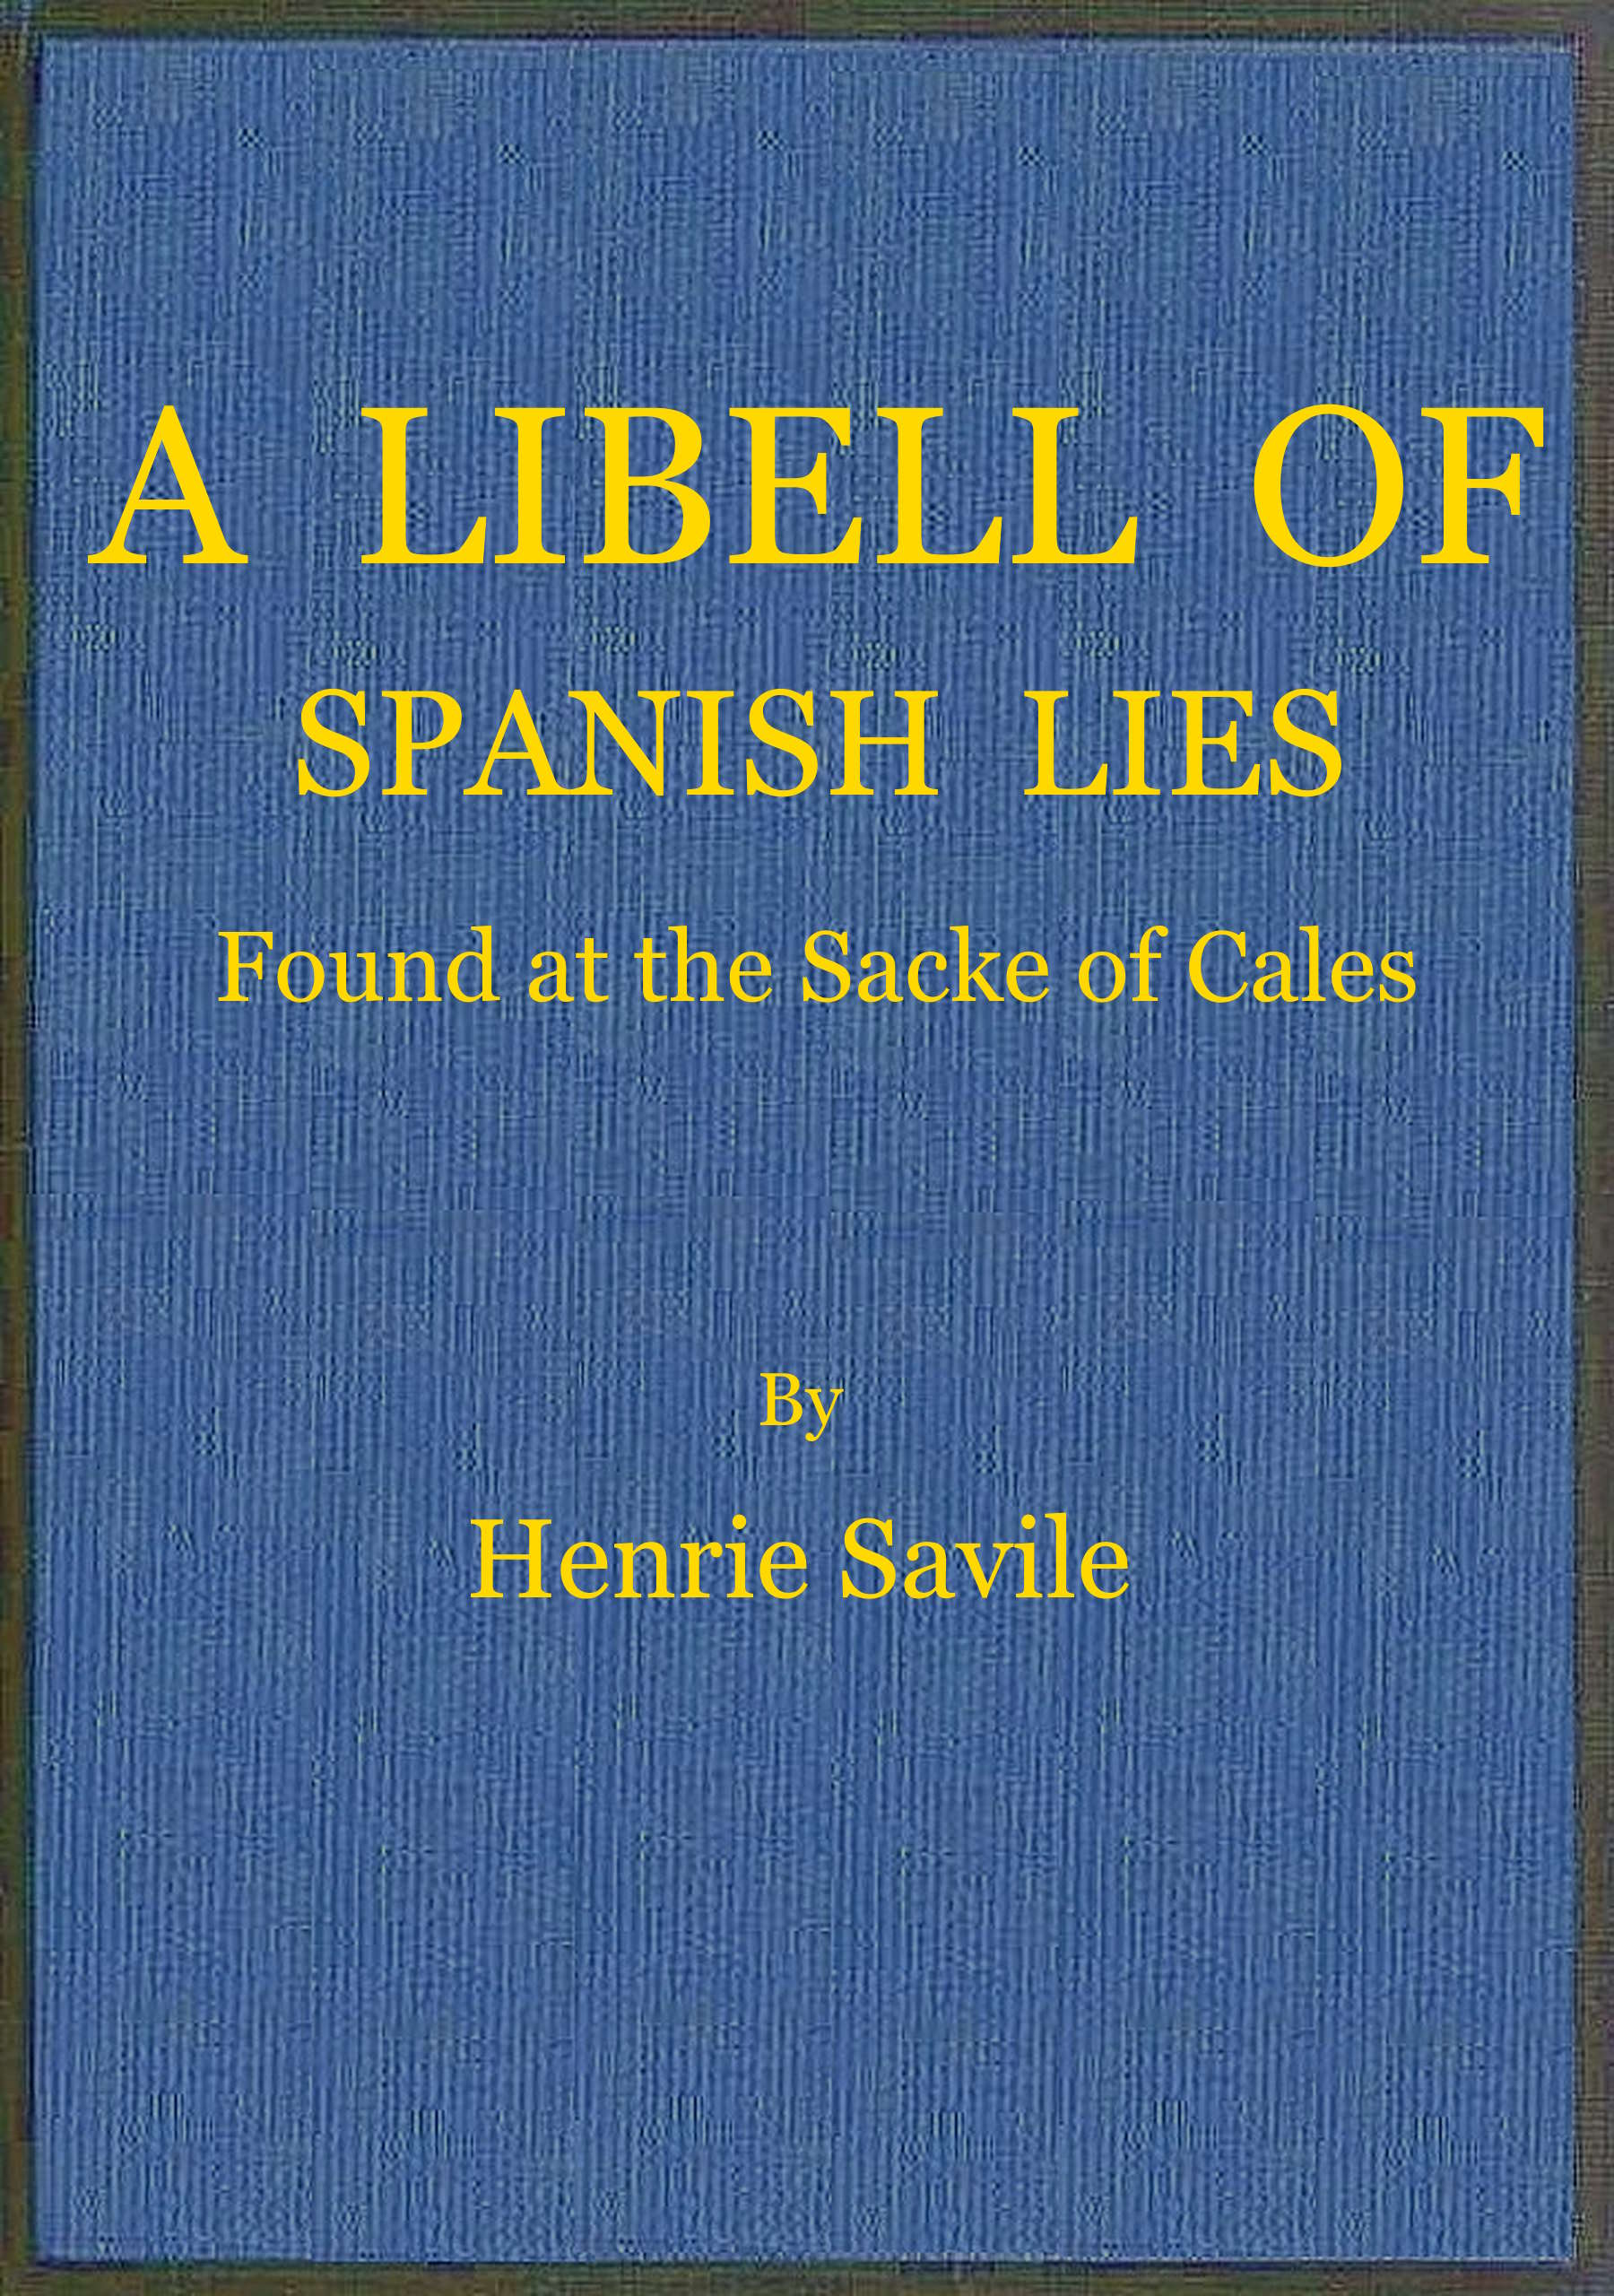 A LIBELL OF
SPANISH LIES
Found at the Sacke of Cales
By
Henrie Savile